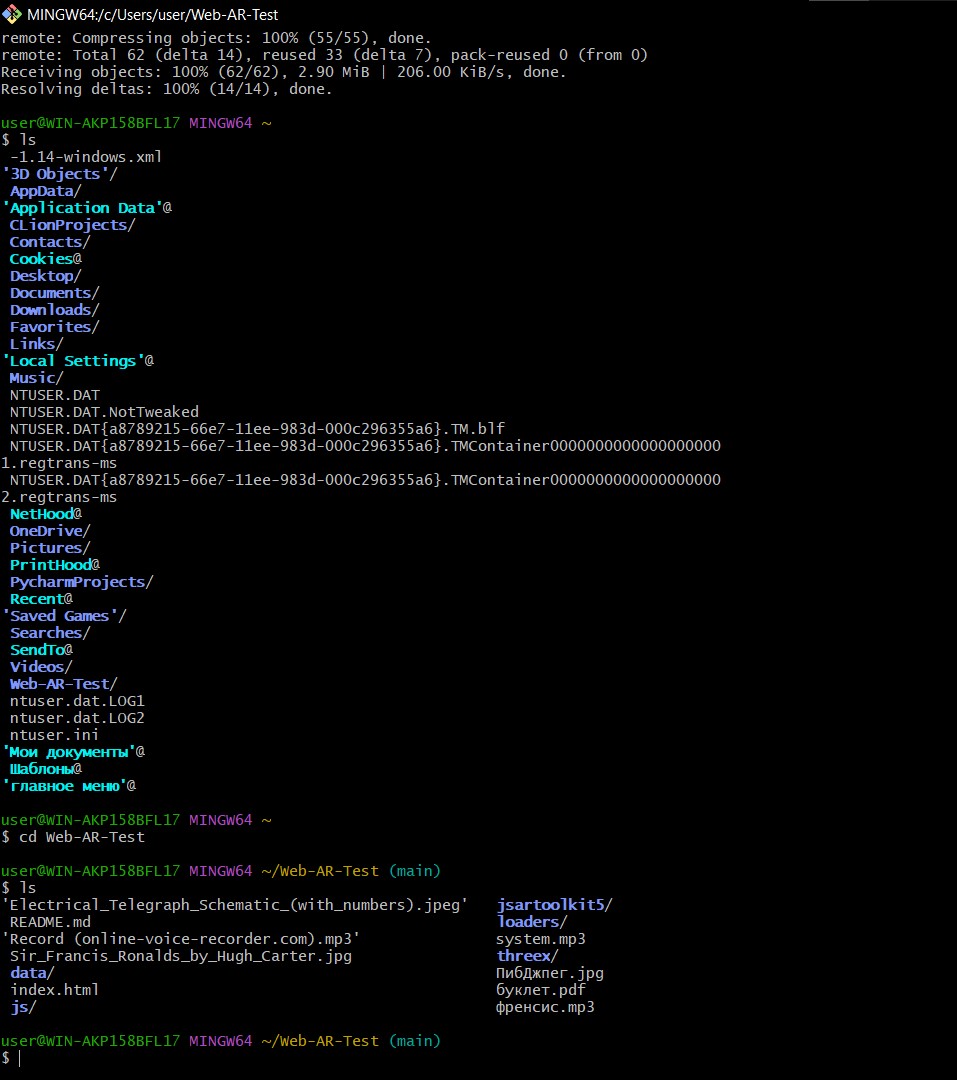 MINGW64:/c/Users/user/Web-AR-Test
remote: Compressing objects: 100% (55/55), done.
remote: Total 62 (delta 14), reused 33 (delta 7), pack-reused 0 (from 0)
Receiving objects: 100% (62/62), 2.90 MiB | 206.00 KiB/s, done.
Resolving deltas: 100% (14/14), done.
user@WIN-AKP158BFL17 MINGW64 ~
$ ls
-1.14-windows.xml
'3D Objects'/
AppData/
'Application Data'@
CLionProjects/
Contacts/
Cookies@
Desktop/
Documents/
Downloads/
Favorites/
Links/
'Local Settings'@
Music/
NTUSER.DAT
NTUSER.DAT.NotTweaked
NTUSER.DAT{a8789215-66e7-11ee-983d-000c296355a6}.TM.blf
NTUSER.DAT{a8789215-66e7-11ee-983d-000c296355a6}.TMContainer0000000000000000000
1.regtrans-ms
NTUSER.DAT{a8789215-66e7-11ee-983d-000c296355a6}.TMContainer0000000000000000000
2.regtrans-ms
NetHood@
OneDrive/
Pictures/
PrintHood@
PycharmProjects/
Recent@
'Saved Games'/
Searches/
SendTo@
Videos/
Web-AR-Test/
ntuser.dat.LOG1
ntuser.dat.LOG2
ntuser.ini
'Мои документы'@
Шаблоны@
'главное меню'@
user@WIN-AKP158BFL17 MINGW64 ~
$ cd Web-AR-Test
user@WIN-AKP158BFL17 MINGW64 ~/Web-AR-Test (main)
$ ls
'Electrical_Telegraph_Schematic_(with_numbers).jpeg' jsartoolkit5/
README.md loaders/
'Record (online-voice-recorder.com).mp3' system.mp3
Sir_Francis_Ronalds_by_Hugh_Carter.jpg threex/
data/ ПибДжпег.jpg
index.html буклет.pdf
js/ френсис.mp3
user@WIN-AKP158BFL17 MINGW64 ~/Web-AR-Test (main)
$